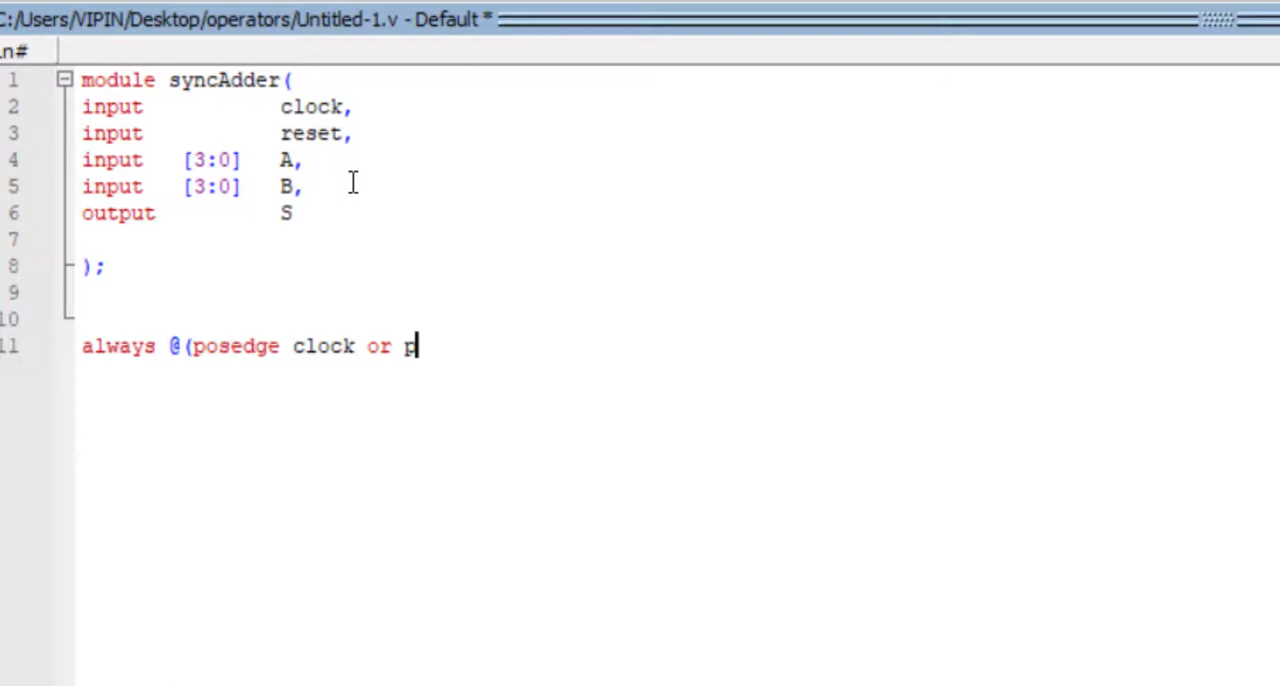 C:/Users/VIPIN/Desktop/operators/Untitled-1.v - Default *
Ln#
1 module syncAdder(
2 input clock,
3 input reset,
4 input [3:0] A,
5 input [3:0] B,
6 output S
7
8 );
9
10
11 always @(posedge clock or p